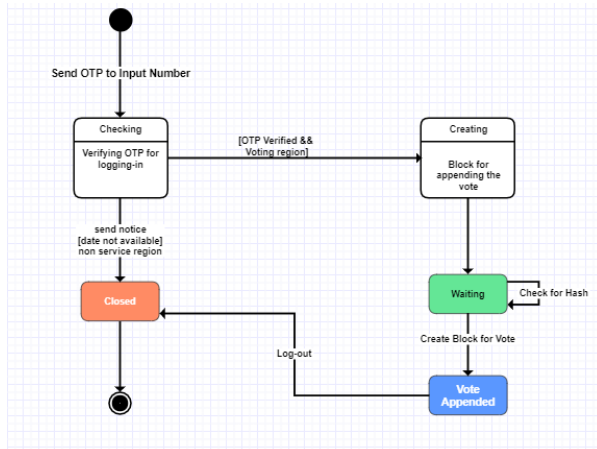 Send OTP to Input Number
Checking
Verifying OTP for
logging-in
[OTP Verified &&
Voting region]
Creating
Block for
appending the
vote
send notice
[date not available]
non service region
Closed
Waiting
Check for Hash
Create Block for Vote
Log-out
Vote
Appended